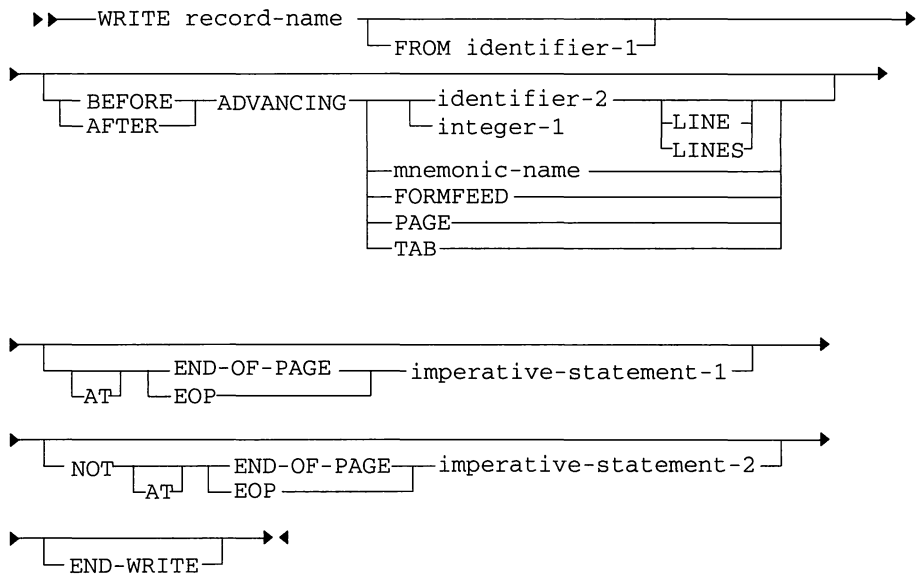 WRITE record-name
FROM identifier-1
BEFORE ADVANCING identifier-2
AFTER integer-1 LINE
LINES
mnemonic-name
FORMFEED
PAGE
TAB
END-OF-PAGE imperative-statement-1
AT EOP
NOT END-OF-PAGE imperative-statement-2
AT EOP
END-WRITE